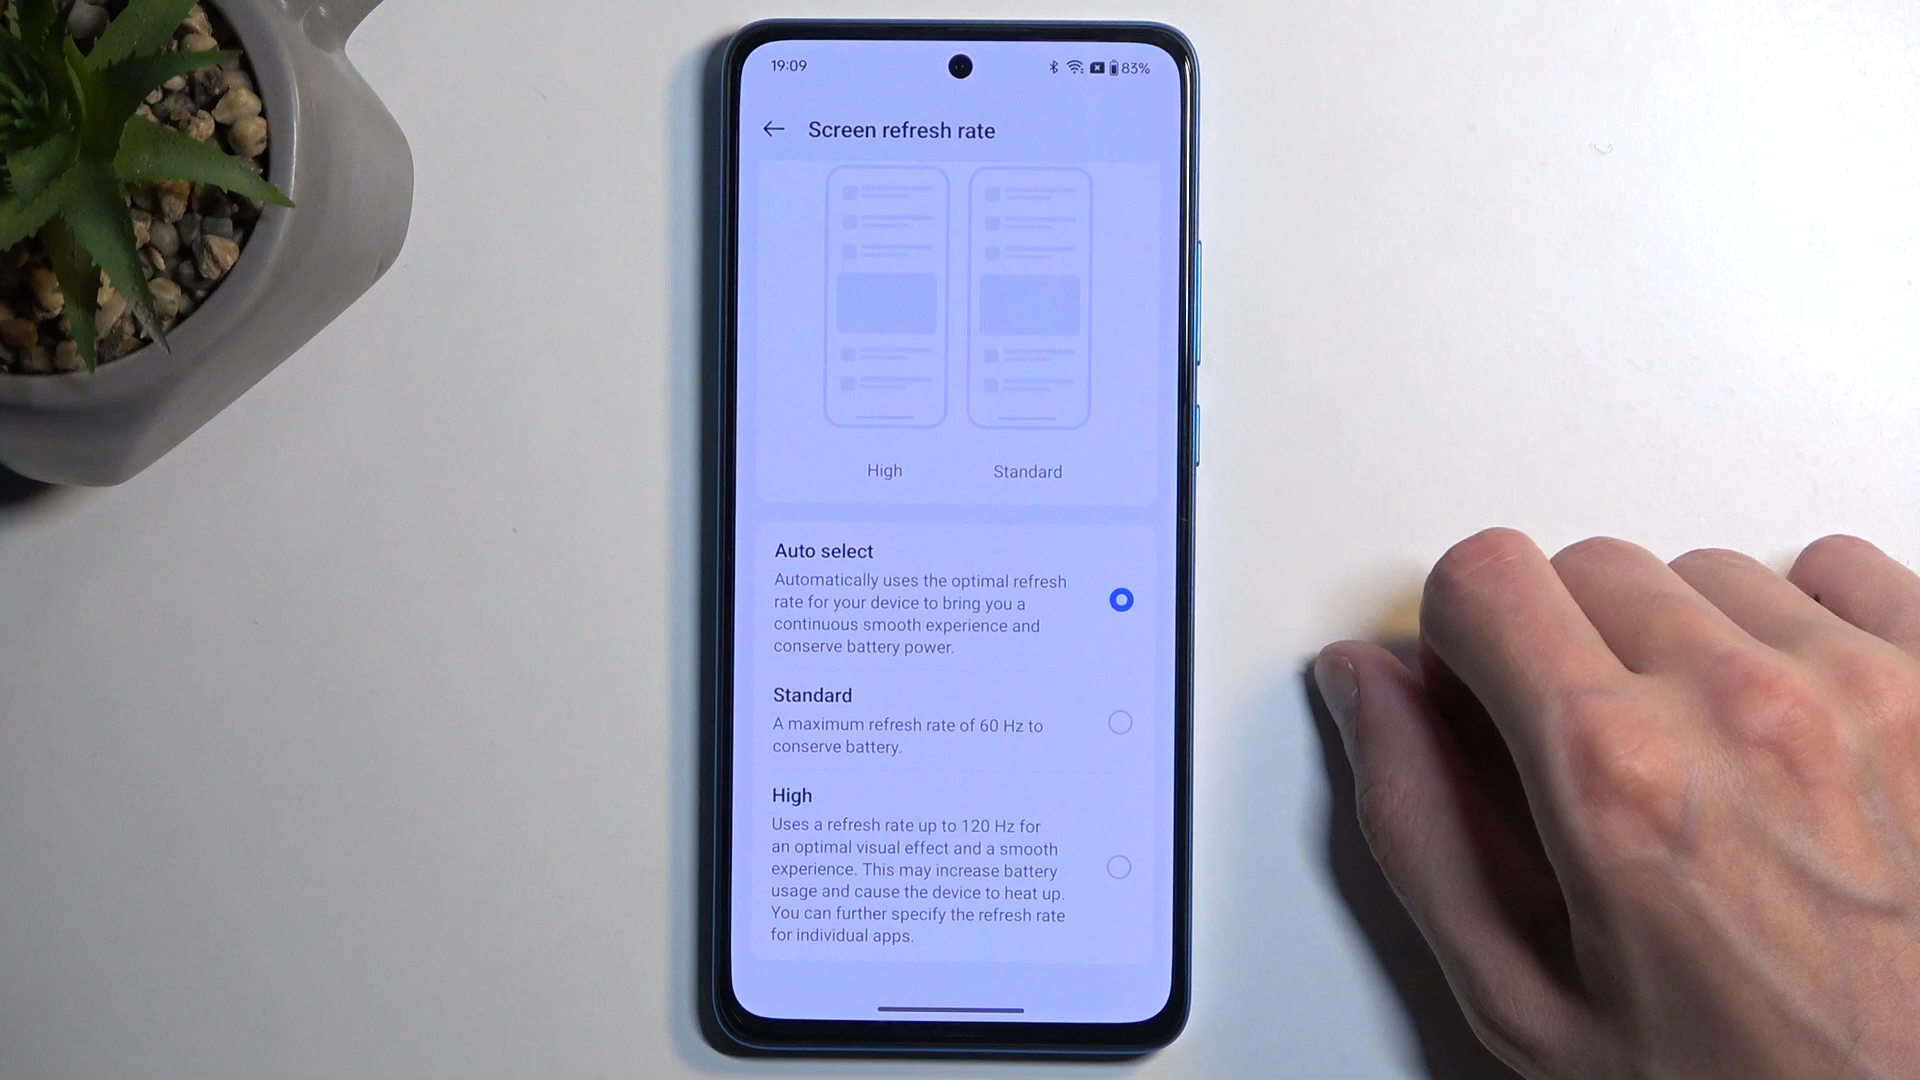 19:09
83%
Screen refresh rate
High
Standard
Auto select
Automatically uses the optimal refresh
rate for your device to bring you a
continuous smooth experience and
conserve battery power.
Standard
A maximum refresh rate of 60 Hz to
conserve battery.
High
Uses a refresh rate up to 120 Hz for
an optimal visual effect and a smooth
experience. This may increase battery
usage and cause the device to heat up.
You can further specify the refresh rate
for individual apps.